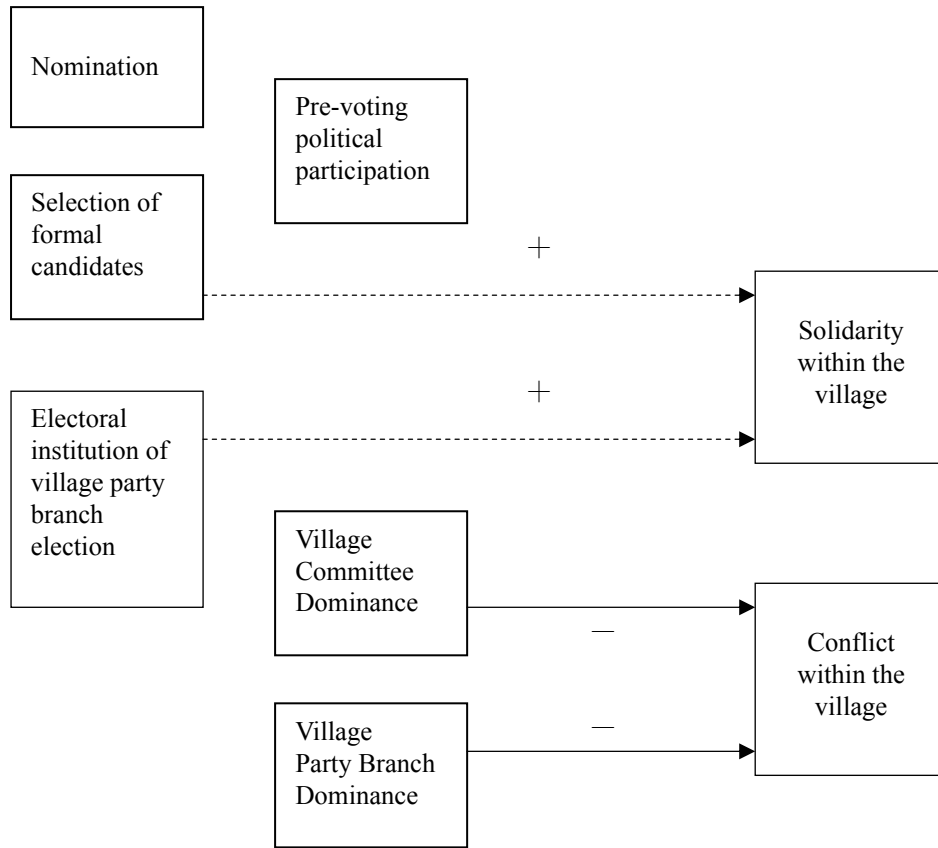 Nomination
Pre-voting
political
participation
Selection of
formal
candidates
+
Solidarity
within the
village
+
Electoral
institution of
village party
branch
election
Village
Committee
Dominance
—
Conflict
within the
village
—
Village
Party Branch
Dominance